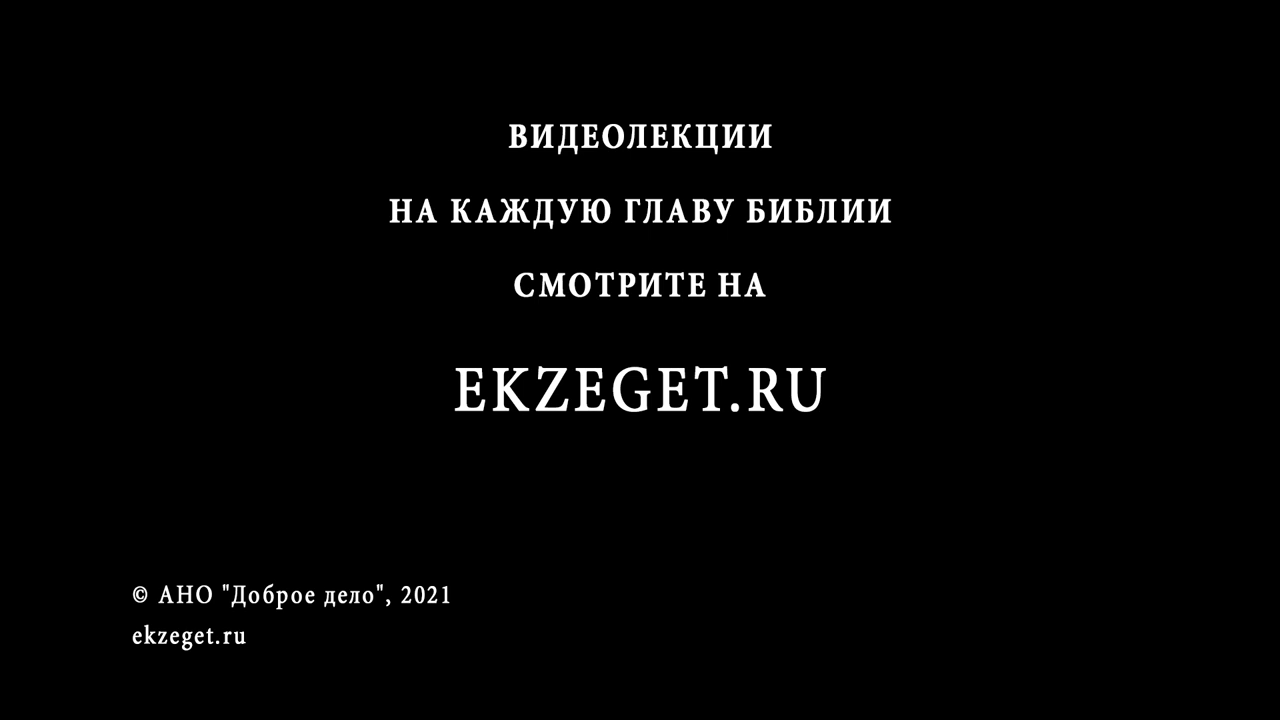 ВИДЕОЛЕКЦИИ
НА КАЖДУЮ ГЛАВУ БИБЛИИ
СМОТРИТЕ НА
EKZEGET.RU
© АНО "Доброе дело", 2021
ekzeget.ru